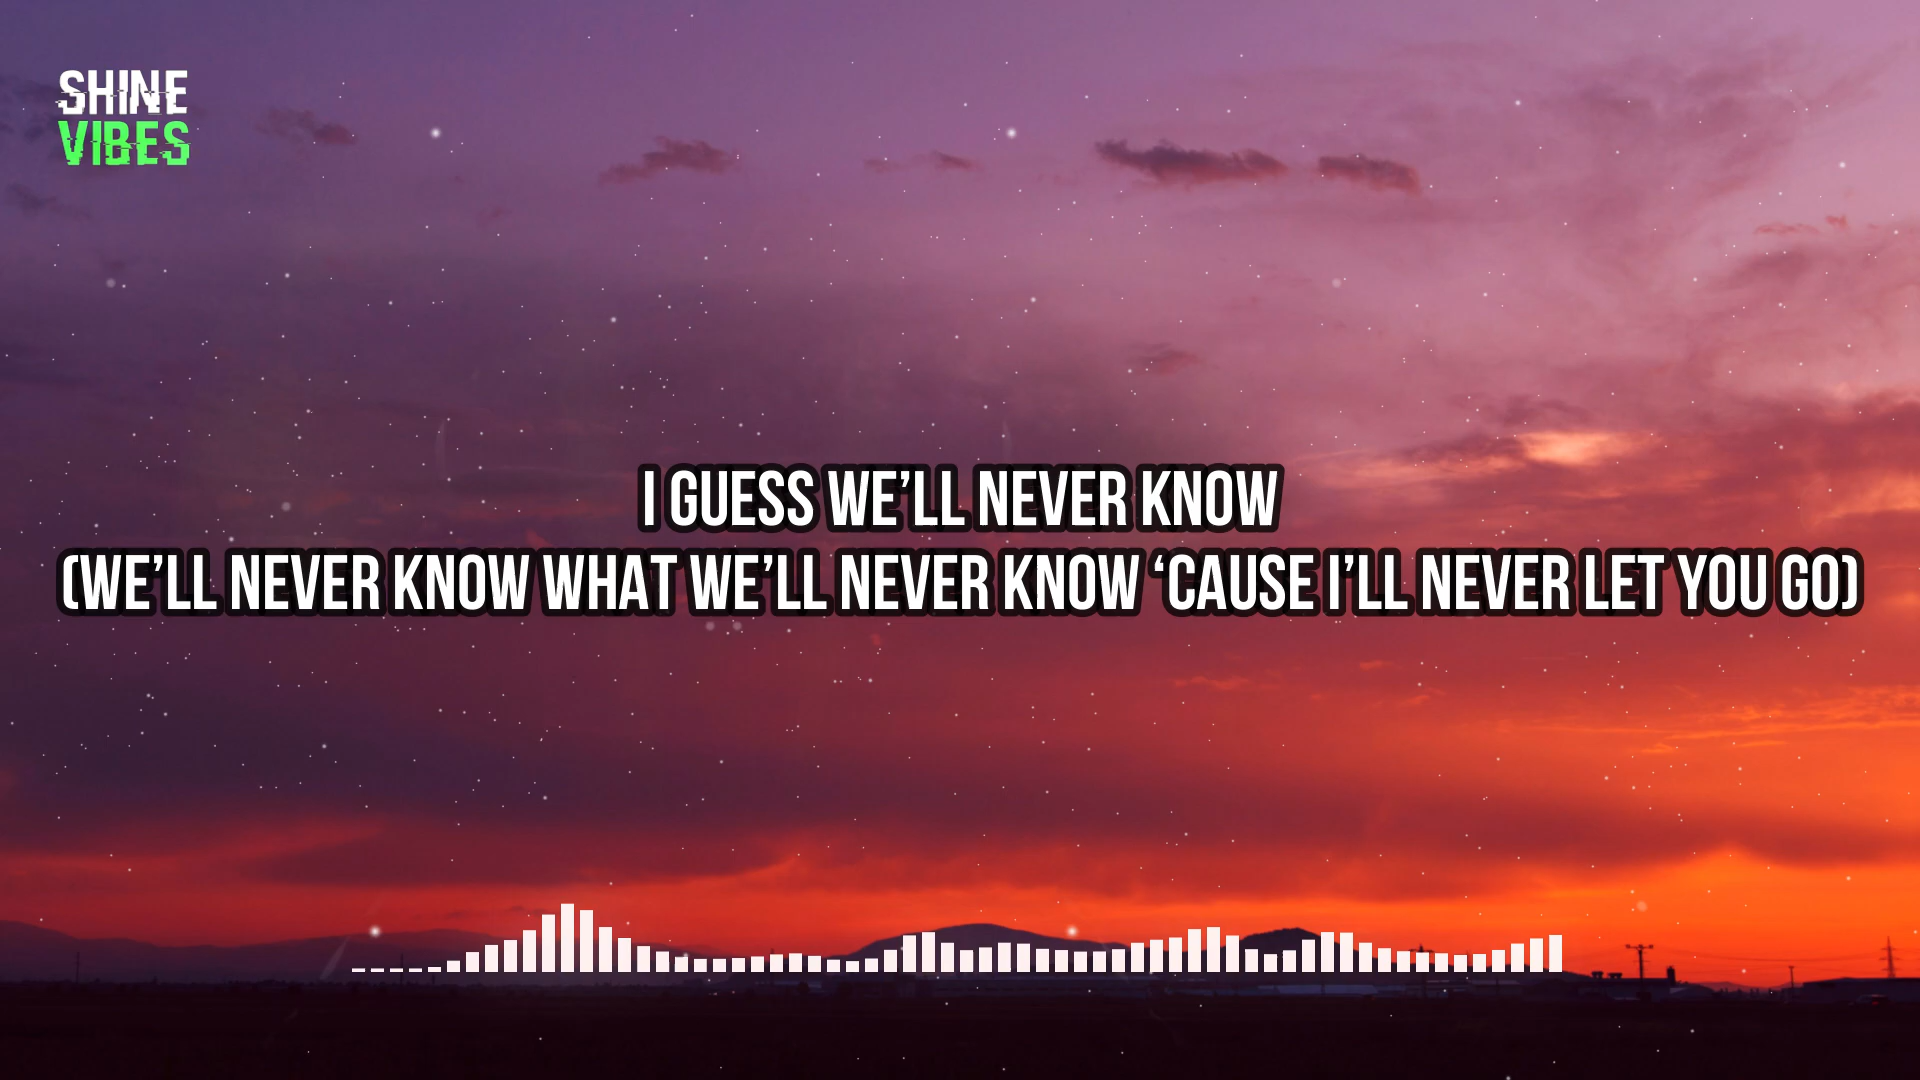 SHINE
VIBES
I GUESS WE’LL NEVER KNOW
(WE’LL NEVER KNOW WHAT WE’LL NEVER KNOW ‘CAUSE I’LL NEVER LET YOU GO)